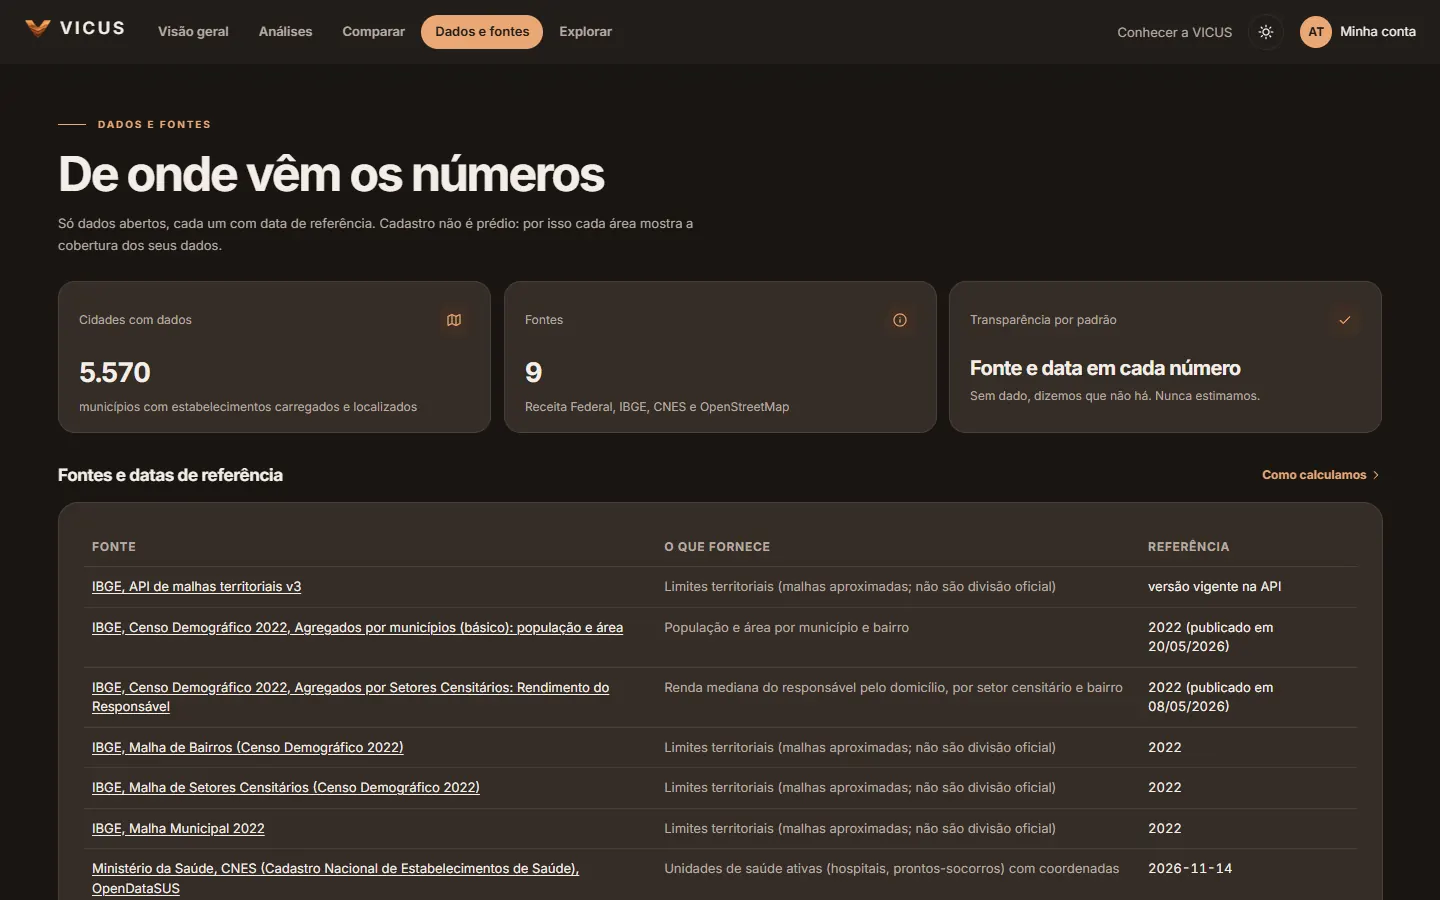 VICUS
Visão geral
Análises
Comparar
Dados e fontes
Explorar
Conhecer a VICUS
AT
Minha conta
DADOS E FONTES
De onde vêm os números
Só dados abertos, cada um com data de referência. Cadastro não é prédio: por isso cada área mostra a
cobertura dos seus dados.
Cidades com dados
5.570
municípios com estabelecimentos carregados e localizados
Fontes
9
Receita Federal, IBGE, CNES e OpenStreetMap
Transparência por padrão
Fonte e data em cada número
Sem dado, dizemos que não há. Nunca estimamos.
Fontes e datas de referência
Como calculamos
FONTE
O QUE FORNECE
REFERÊNCIA
IBGE, API de malhas territoriais v3
Limites territoriais (malhas aproximadas; não são divisão oficial)
versão vigente na API
IBGE, Censo Demográfico 2022, Agregados por municípios (básico): população e área
População e área por município e bairro
2022 (publicado em
20/05/2026)
IBGE, Censo Demográfico 2022, Agregados por Setores Censitários: Rendimento do
Responsável
Renda mediana do responsável pelo domicílio, por setor censitário e bairro
2022 (publicado em
08/05/2026)
IBGE, Malha de Bairros (Censo Demográfico 2022)
Limites territoriais (malhas aproximadas; não são divisão oficial)
2022
IBGE, Malha de Setores Censitários (Censo Demográfico 2022)
Limites territoriais (malhas aproximadas; não são divisão oficial)
2022
IBGE, Malha Municipal 2022
Limites territoriais (malhas aproximadas; não são divisão oficial)
2022
Ministério da Saúde, CNES (Cadastro Nacional de Estabelecimentos de Saúde),
OpenDataSUS
Unidades de saúde ativas (hospitais, prontos-socorros) com coordenadas
2026-11-14